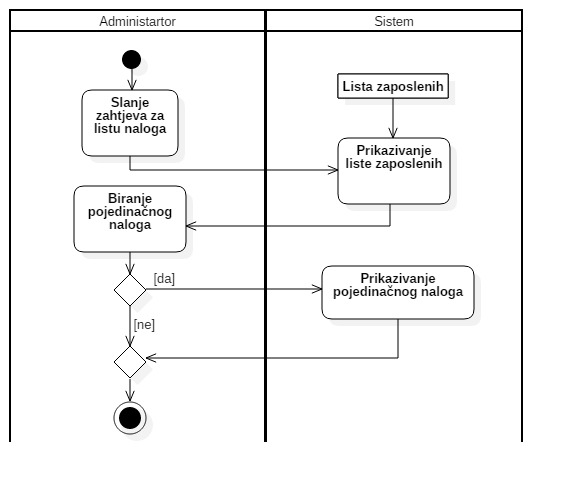 Administartor
Sistem
Slanje
zahtjeva za
listu naloga
Lista zaposlenih
Prikazivanje
liste zaposlenih
Biranje
pojedinačnog
naloga
[da]
Prikazivanje
pojedinačnog naloga
[ne]